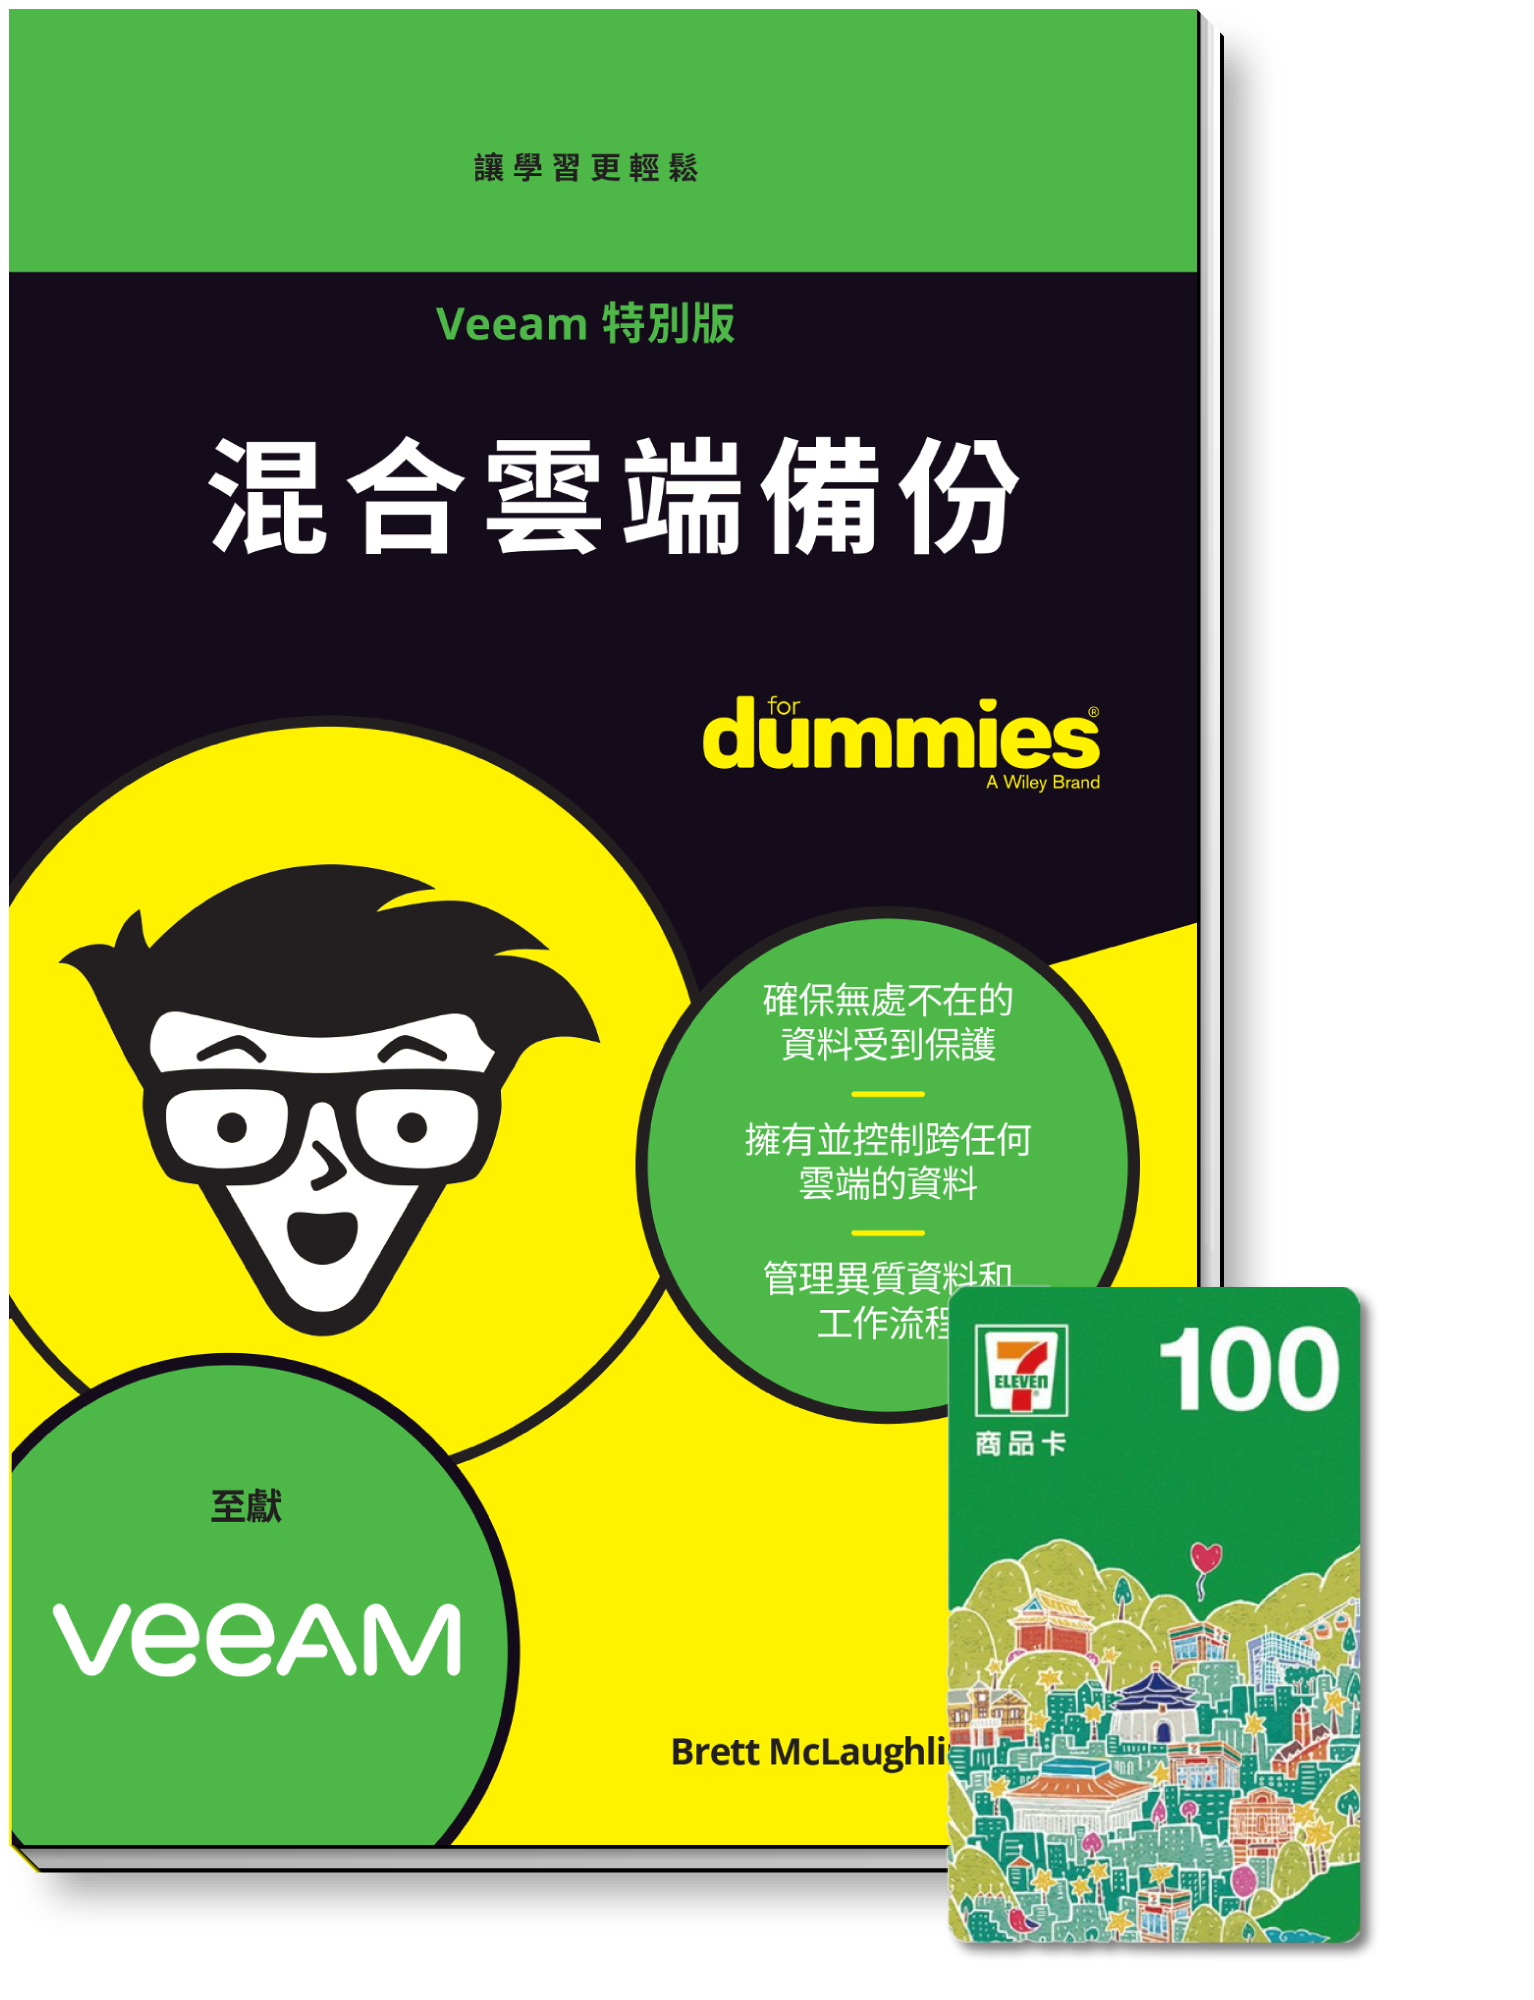 讓學習更輕鬆
Veeam 特別版
混合雲端備份
for
dummies®
A Wiley Brand
確保無處不在的
資料受到保護
擁有並控制跨任何
雲端的資料
管理異質資料和
工作流程
至獻
veeAM
Brett McLaughlin
7
ELEVEn
商品卡
100